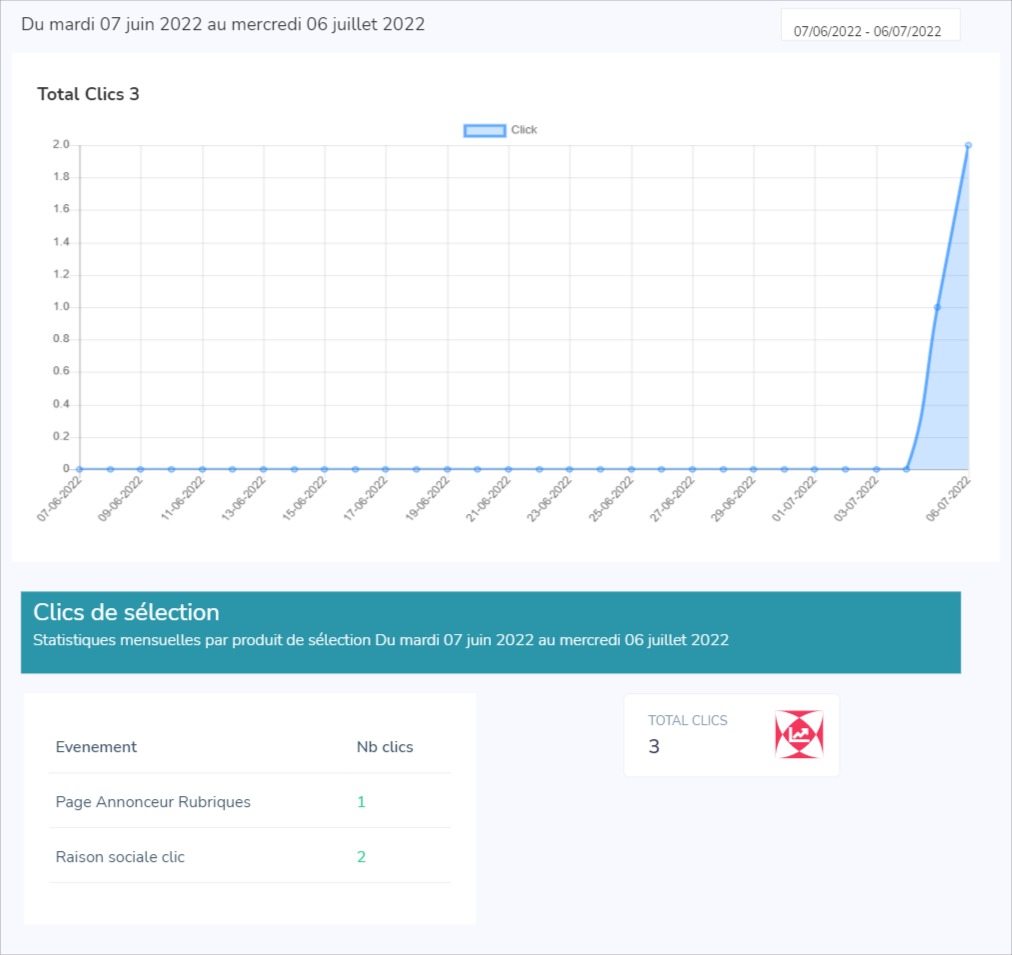 Du mardi 07 juin 2022 au mercredi 06 juillet 2022
07/06/2022 - 06/07/2022
Total Clics 3
Click
2.0
1.8
1.6
1.4
1.2
1.0
0.8
0.6
0.4
0.2
0
07-06-2022
09-06-2022
11-06-2022
13-06-2022
15-06-2022
17-06-2022
19-06-2022
21-06-2022
23-06-2022
25-06-2022
27-06-2022
29-06-2022
01-07-2022
03-07-2022
06-07-2022
Clics de sélection
Statistiques mensuelles par produit de sélection Du mardi 07 juin 2022 au mercredi 06 juillet 2022
Evenement Nb clics
Page Annonceur Rubriques 1
Raison sociale clic 2
TOTAL CLICS
3